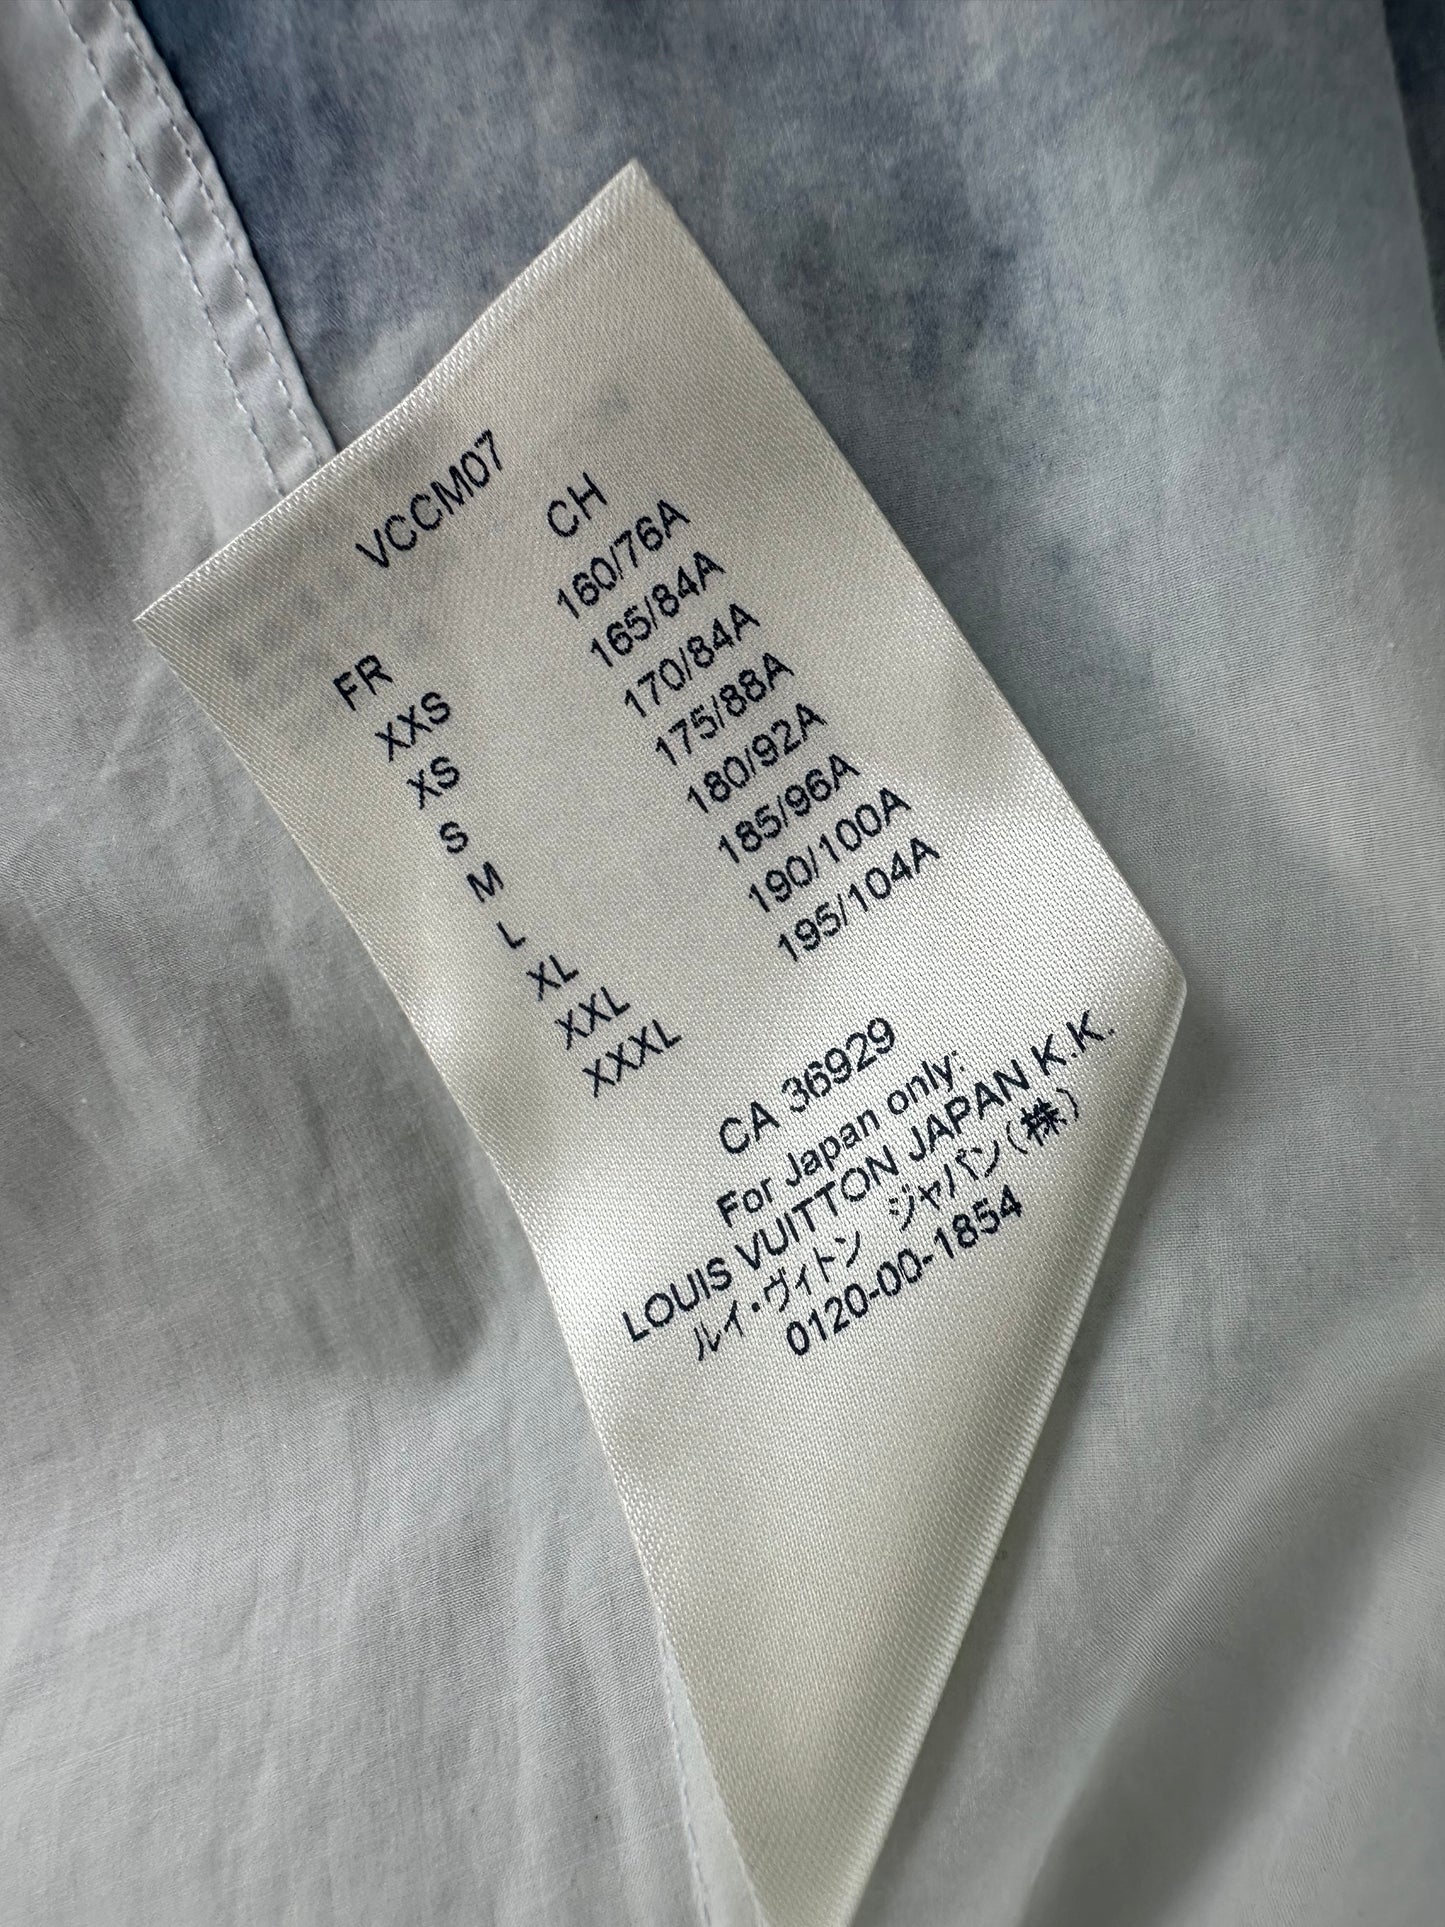 VCCM07
FR CH
XXS 160/76A
XS 165/84A
S 170/84A
M 175/88A
L 180/92A
XL 185/96A
XXL 190/100A
XXXL 195/104A
CA 36929
For Japan only:
LOUIS VUITTON JAPAN K.K.
ルイ・ヴィトン ジャパン(株)
0120-00-1854